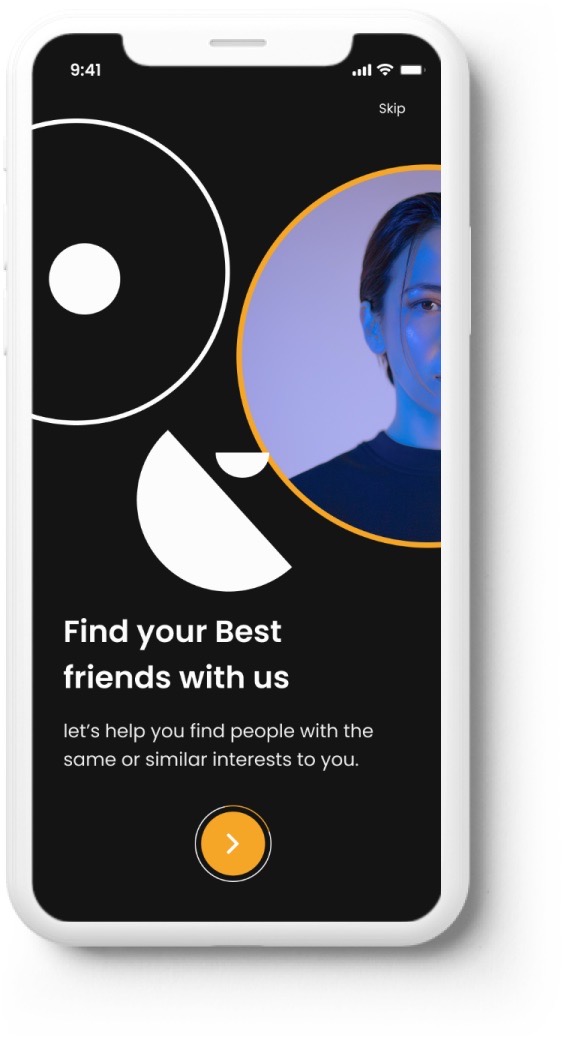 9:41
Skip
Find your Best
friends with us
let’s help you find people with the
same or similar interests to you.